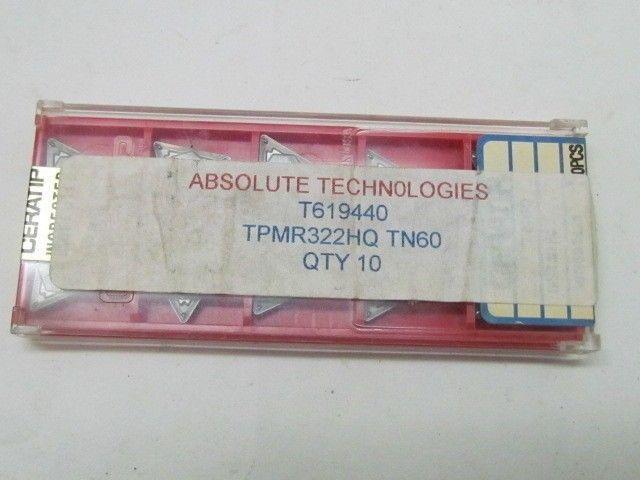 ABSOLUTE TECHN0LOGIES
T619440
TPMR322HQ TN60
QTY 10
CERATIP
0PCS